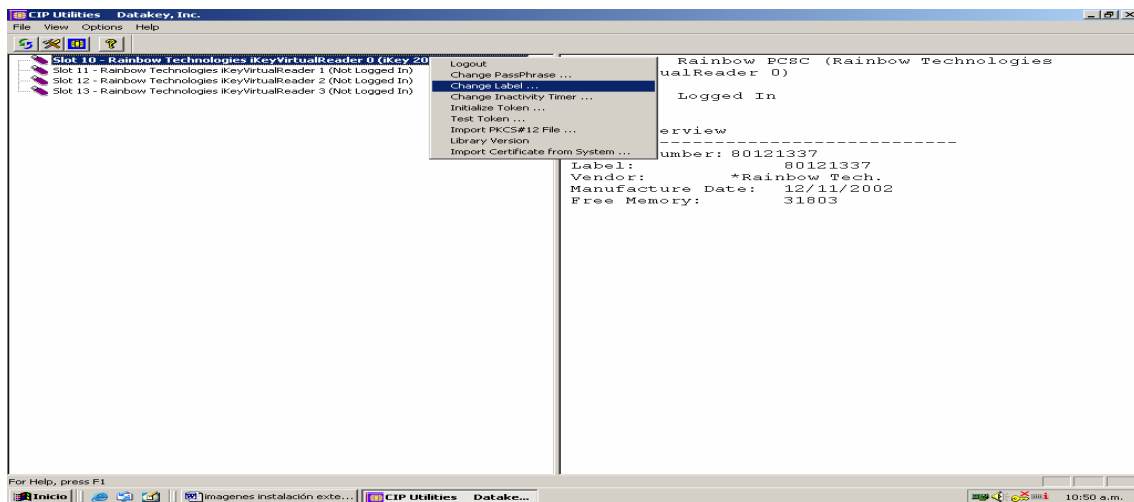 CIP Utilities    Datakey, Inc.
File   View   Options   Help
Slot 10 - Rainbow Technologies iKeyVirtualReader 0 (iKey 20
Slot 11 - Rainbow Technologies iKeyVirtualReader 1 (Not Logged In)
Slot 12 - Rainbow Technologies iKeyVirtualReader 2 (Not Logged In)
Slot 13 - Rainbow Technologies iKeyVirtualReader 3 (Not Logged In)
Logout
Change PassPhrase ...
Change Label ...
Change Inactivity Timer ...
Initialize Token ...
Test Token ...
Import PKCS#12 File ...
Library Version
Import Certificate from System ...
Rainbow PCSC (Rainbow Technologies
ualReader 0)
Logged In
erview
----------------------------
umber: 80121337
Label: 80121337
Vendor: *Rainbow Tech.
Manufacture Date: 12/11/2002
Free Memory: 31803
For Help, press F1
Inicio
imagenes instalación exte...
CIP Utilities    Datake...
10:50 a.m.